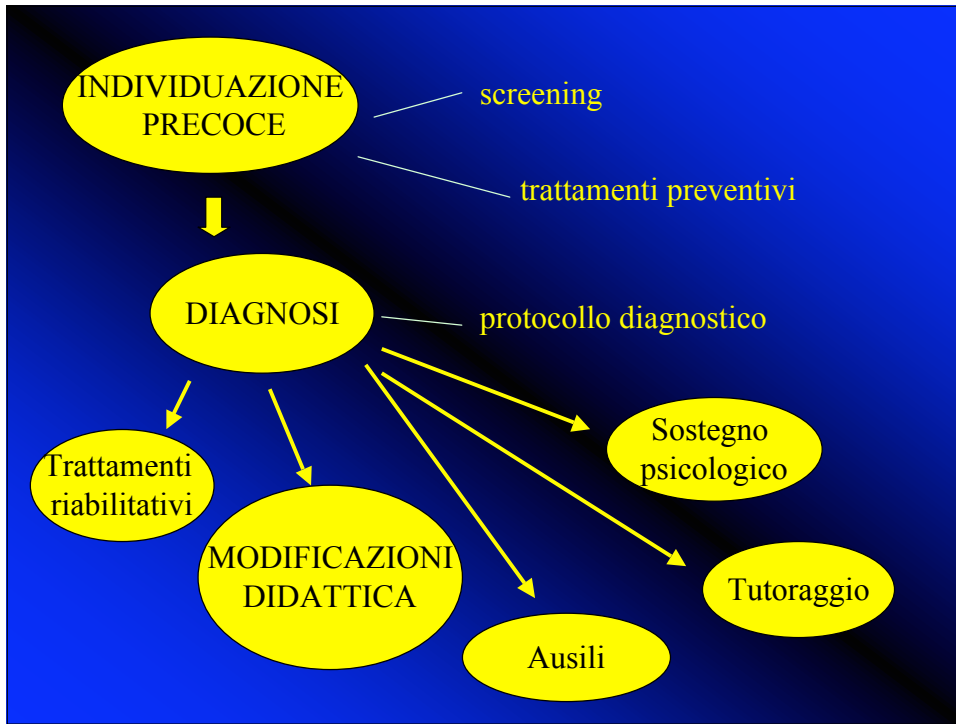 INDIVIDUAZIONE
PRECOCE
screening
trattamenti preventivi
DIAGNOSI
protocollo diagnostico
Sostegno
psicologico
Trattamenti
riabilitativi
MODIFICAZIONI
DIDATTICA
Tutoraggio
Ausili